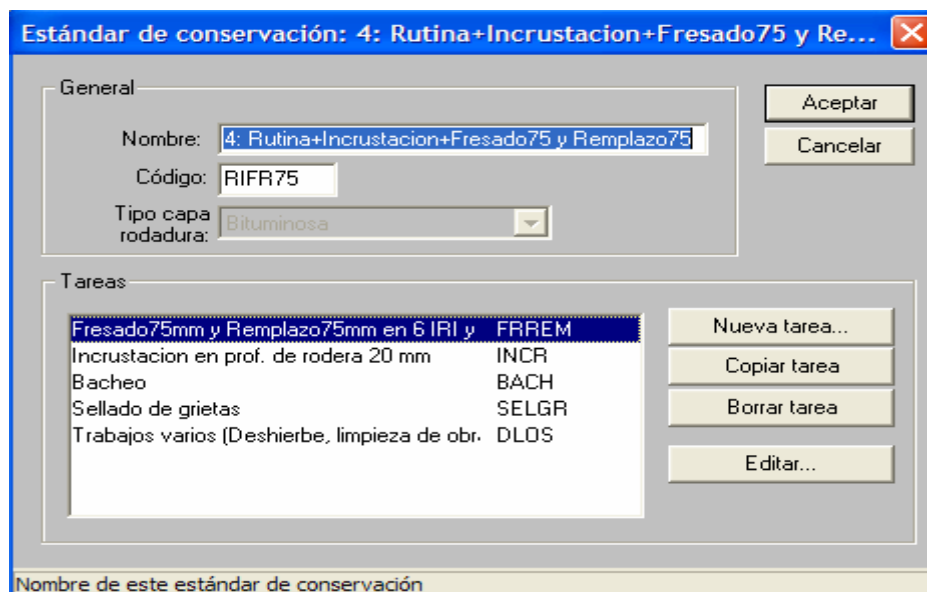 Estándar de conservación: 4: Rutina+Incrustacion+Fresado75 y Re...
General
Nombre: 4: Rutina+Incrustacion+Fresado75 y Remplazo75
Código: RIFR75
Tipo capa rodadura: Bituminosa
Aceptar
Cancelar
Tareas
Fresado75mm y Remplazo75mm en 6 IRI y FRREM
Incrustacion en prof. de rodera 20 mm INCR
Bacheo BACH
Sellado de grietas SELGR
Trabajos varios (Deshierbe, limpieza de obr. DLOS
Nueva tarea...
Copiar tarea
Borrar tarea
Editar...
Nombre de este estándar de conservación